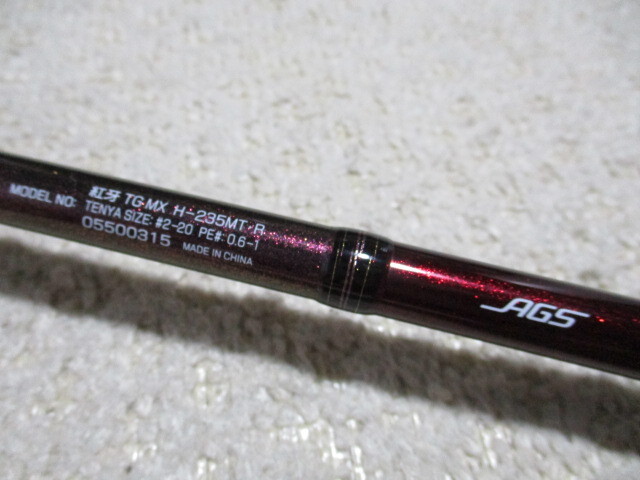 MODEL NO: 紅牙 TG MX H-235MT R
TENYA SIZE: #2-20 PE#: 0.6-1
05500315 MADE IN CHINA
AGS